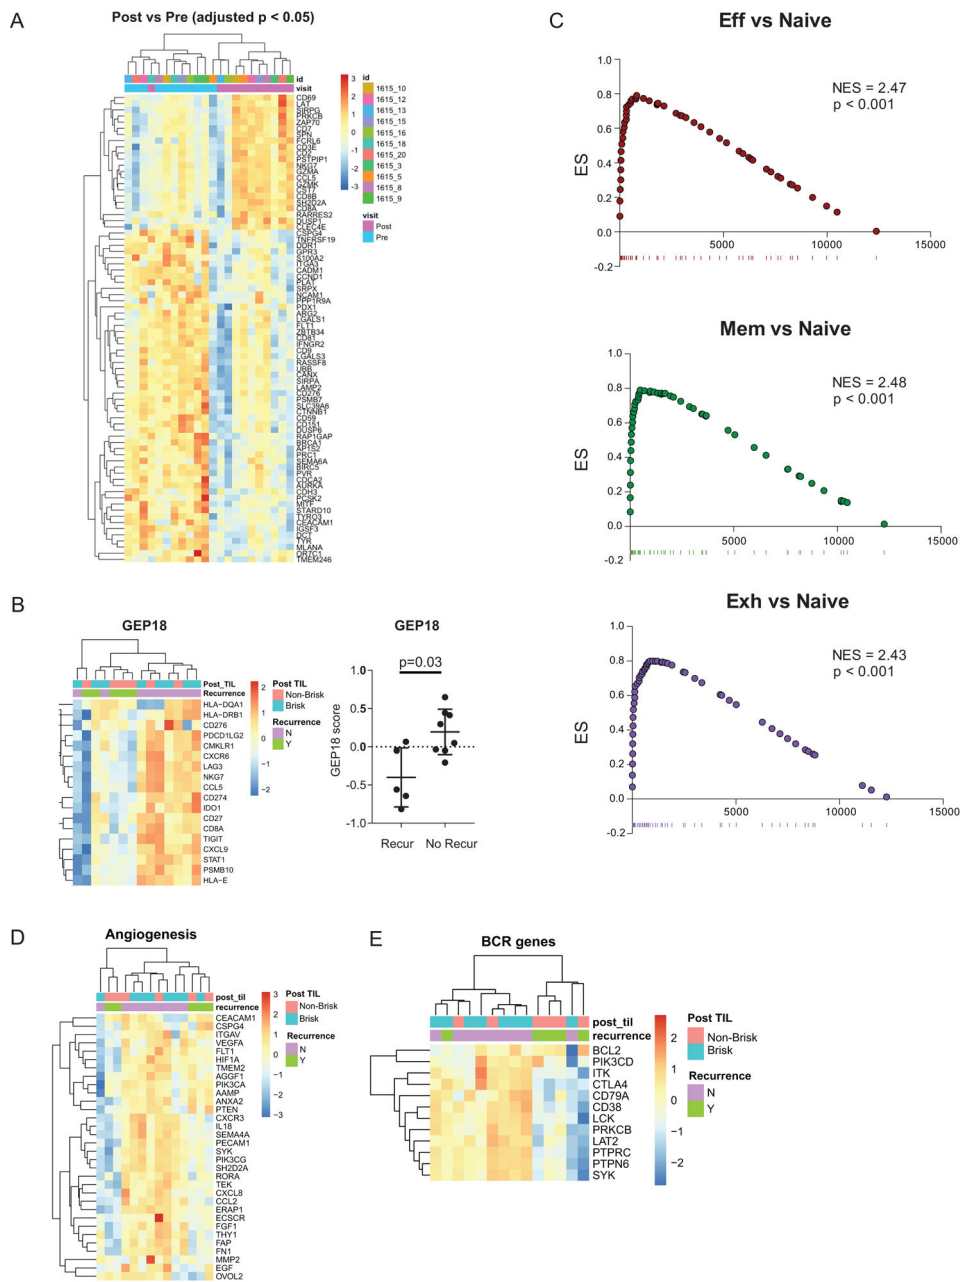 A
Post vs Pre (adjusted p < 0.05)
id
visit
CD69
LAT
SIRPG
PRKCB
ZAP70
CD7
SPN
FCRL6
CD3E
CD2
PSTPIP1
NKG7
GZMA
CCL5
GZMK
CST7
CD8B
SH2D2A
CD8A
RARRES2
DUSP1
CLEC4E
CSPG4
TNFRSF19
DDR1
GPR3
S100A2
ITGA3
CADM1
CCND1
PLAT
SRPX
NCAM1
PPP1R9A
PDX1
ARG2
LGALS1
FLT1
ZBTB34
CD81
IFNGR2
CD9
LGALS3
RASSF8
UBB
CANX
SIRPA
LAMP2
CD276
PSMB7
SLC39A6
CTNNB1
CD59
CD151
DUSP6
RAP1GAP
BRCA1
AP1S2
PRC1
SEMA6A
BIRC5
PVR
CDCA2
AURKA
CDH3
PCSK2
MITF
STARD10
TYRO3
CEACAM1
IGSF3
DCT
TYR
MLANA
OR7C1
TMEM246
3
2
1
0
−1
−2
−3
id
1615_10
1615_12
1615_13
1615_15
1615_16
1615_18
1615_20
1615_3
1615_5
1615_8
1615_9
visit
Post
Pre
B
GEP18
Post_TIL
Recurrence
HLA−DQA1
HLA−DRB1
CD276
PDCD1LG2
CMKLR1
CXCR6
LAG3
NKG7
CCL5
CD274
IDO1
CD27
CD8A
TIGIT
CXCL9
STAT1
PSMB10
HLA−E
2
1
0
−1
−2
Post TIL
Non-Brisk
Brisk
Recurrence
N
Y
GEP18
p=0.03
GEP18 score
1.0
0.5
0.0
-0.5
-1.0
Recur
No Recur
C
Eff vs Naive
NES = 2.47
p < 0.001
ES
1.0
0.8
0.6
0.4
0.2
0.0
-0.2
5000
10000
15000
Mem vs Naive
NES = 2.48
p < 0.001
ES
1.0
0.8
0.6
0.4
0.2
0.0
-0.2
5000
10000
15000
Exh vs Naive
NES = 2.43
p < 0.001
ES
1.0
0.8
0.6
0.4
0.2
0.0
-0.2
5000
10000
15000
D
Angiogenesis
post_til
recurrence
CEACAM1
CSPG4
ITGAV
VEGFA
FLT1
HIF1A
TMEM2
AGGF1
PIK3CA
AAMP
ANXA2
PTEN
CXCR3
IL18
SEMA4A
PECAM1
SYK
PIK3CG
SH2D2A
RORA
TEK
CXCL8
CCL2
ERAP1
ECSCR
FGF1
THY1
FAP
FN1
MMP2
EGF
OVOL2
3
2
1
0
−1
−2
−3
Post TIL
Non-Brisk
Brisk
Recurrence
N
Y
E
BCR genes
post_til
recurrence
BCL2
PIK3CD
ITK
CTLA4
CD79A
CD38
LCK
PRKCB
LAT2
PTPRC
PTPN6
SYK
2
1
0
−1
−2
Post TIL
Non-Brisk
Brisk
Recurrence
N
Y